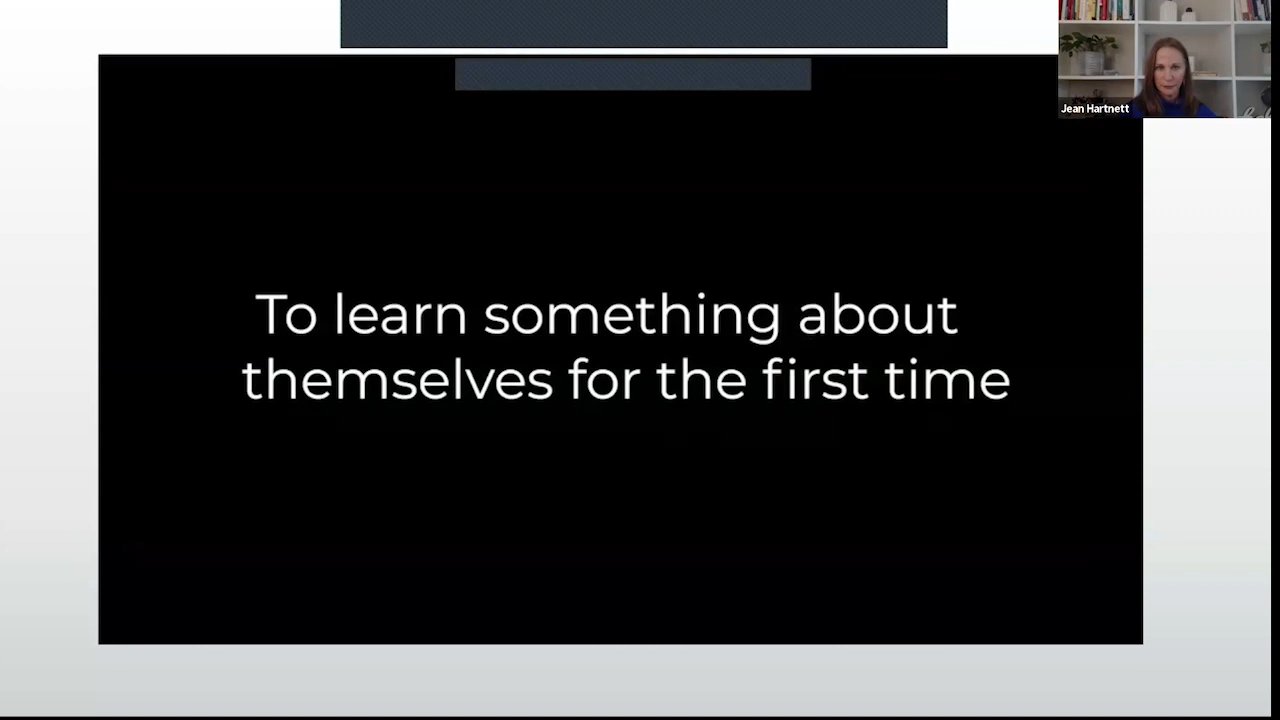 Jean Hartnett
To learn something about
themselves for the first time